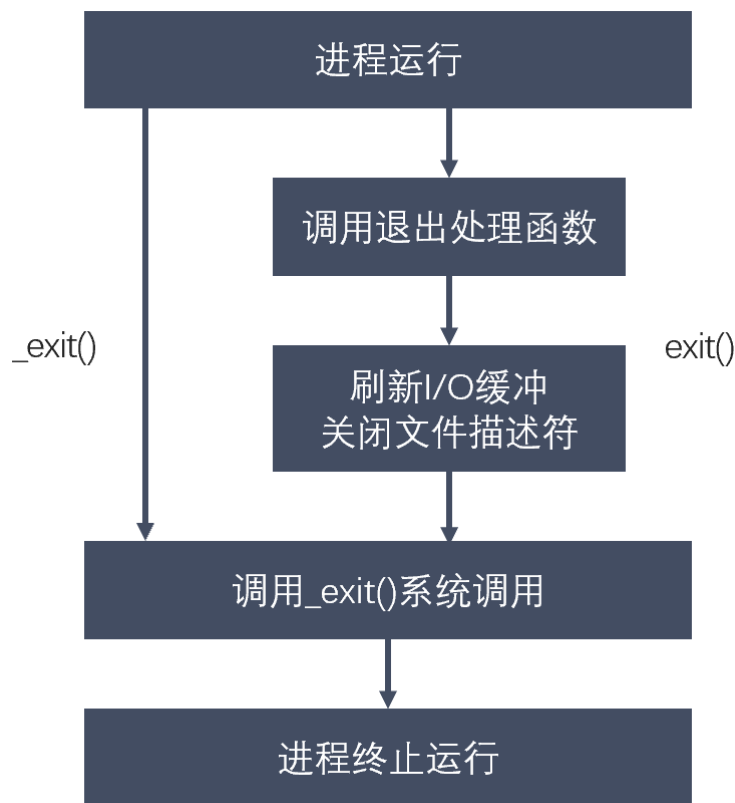 进程运行
调用退出处理函数
_exit()
exit()
刷新I/O缓冲
关闭文件描述符
调用_exit()系统调用
进程终止运行